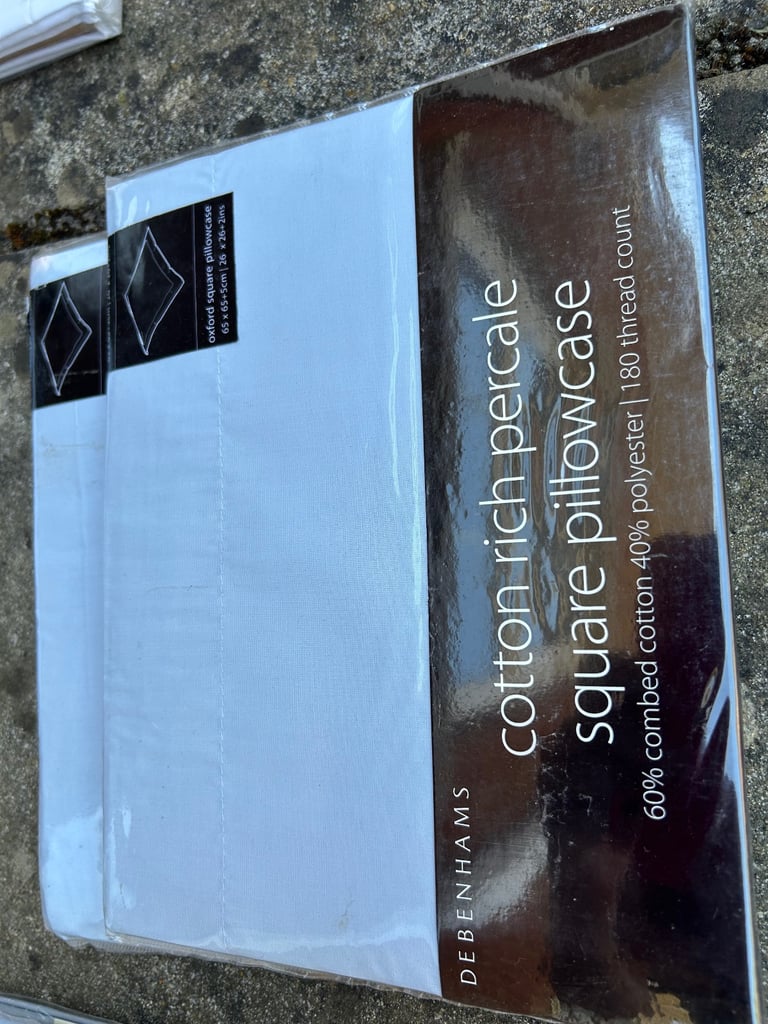 DEBENHAMS
cotton rich percale
square pillowcase
60% combed cotton 40% polyester | 180 thread count
oxford square pillowcase
65 x 65+5cm | 26 x 26+2ins